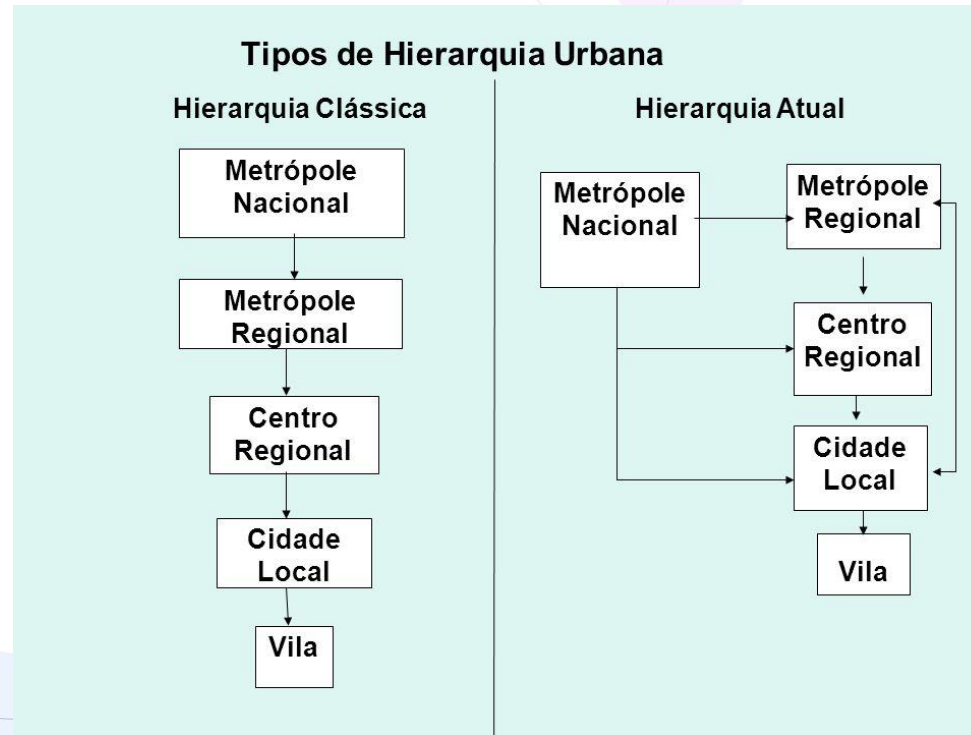 Tipos de Hierarquia Urbana
Hierarquia Clássica
Metrópole
Nacional
Metrópole
Regional
Centro
Regional
Cidade
Local
Vila
Hierarquia Atual
Metrópole
Nacional
Metrópole
Regional
Centro
Regional
Cidade
Local
Vila